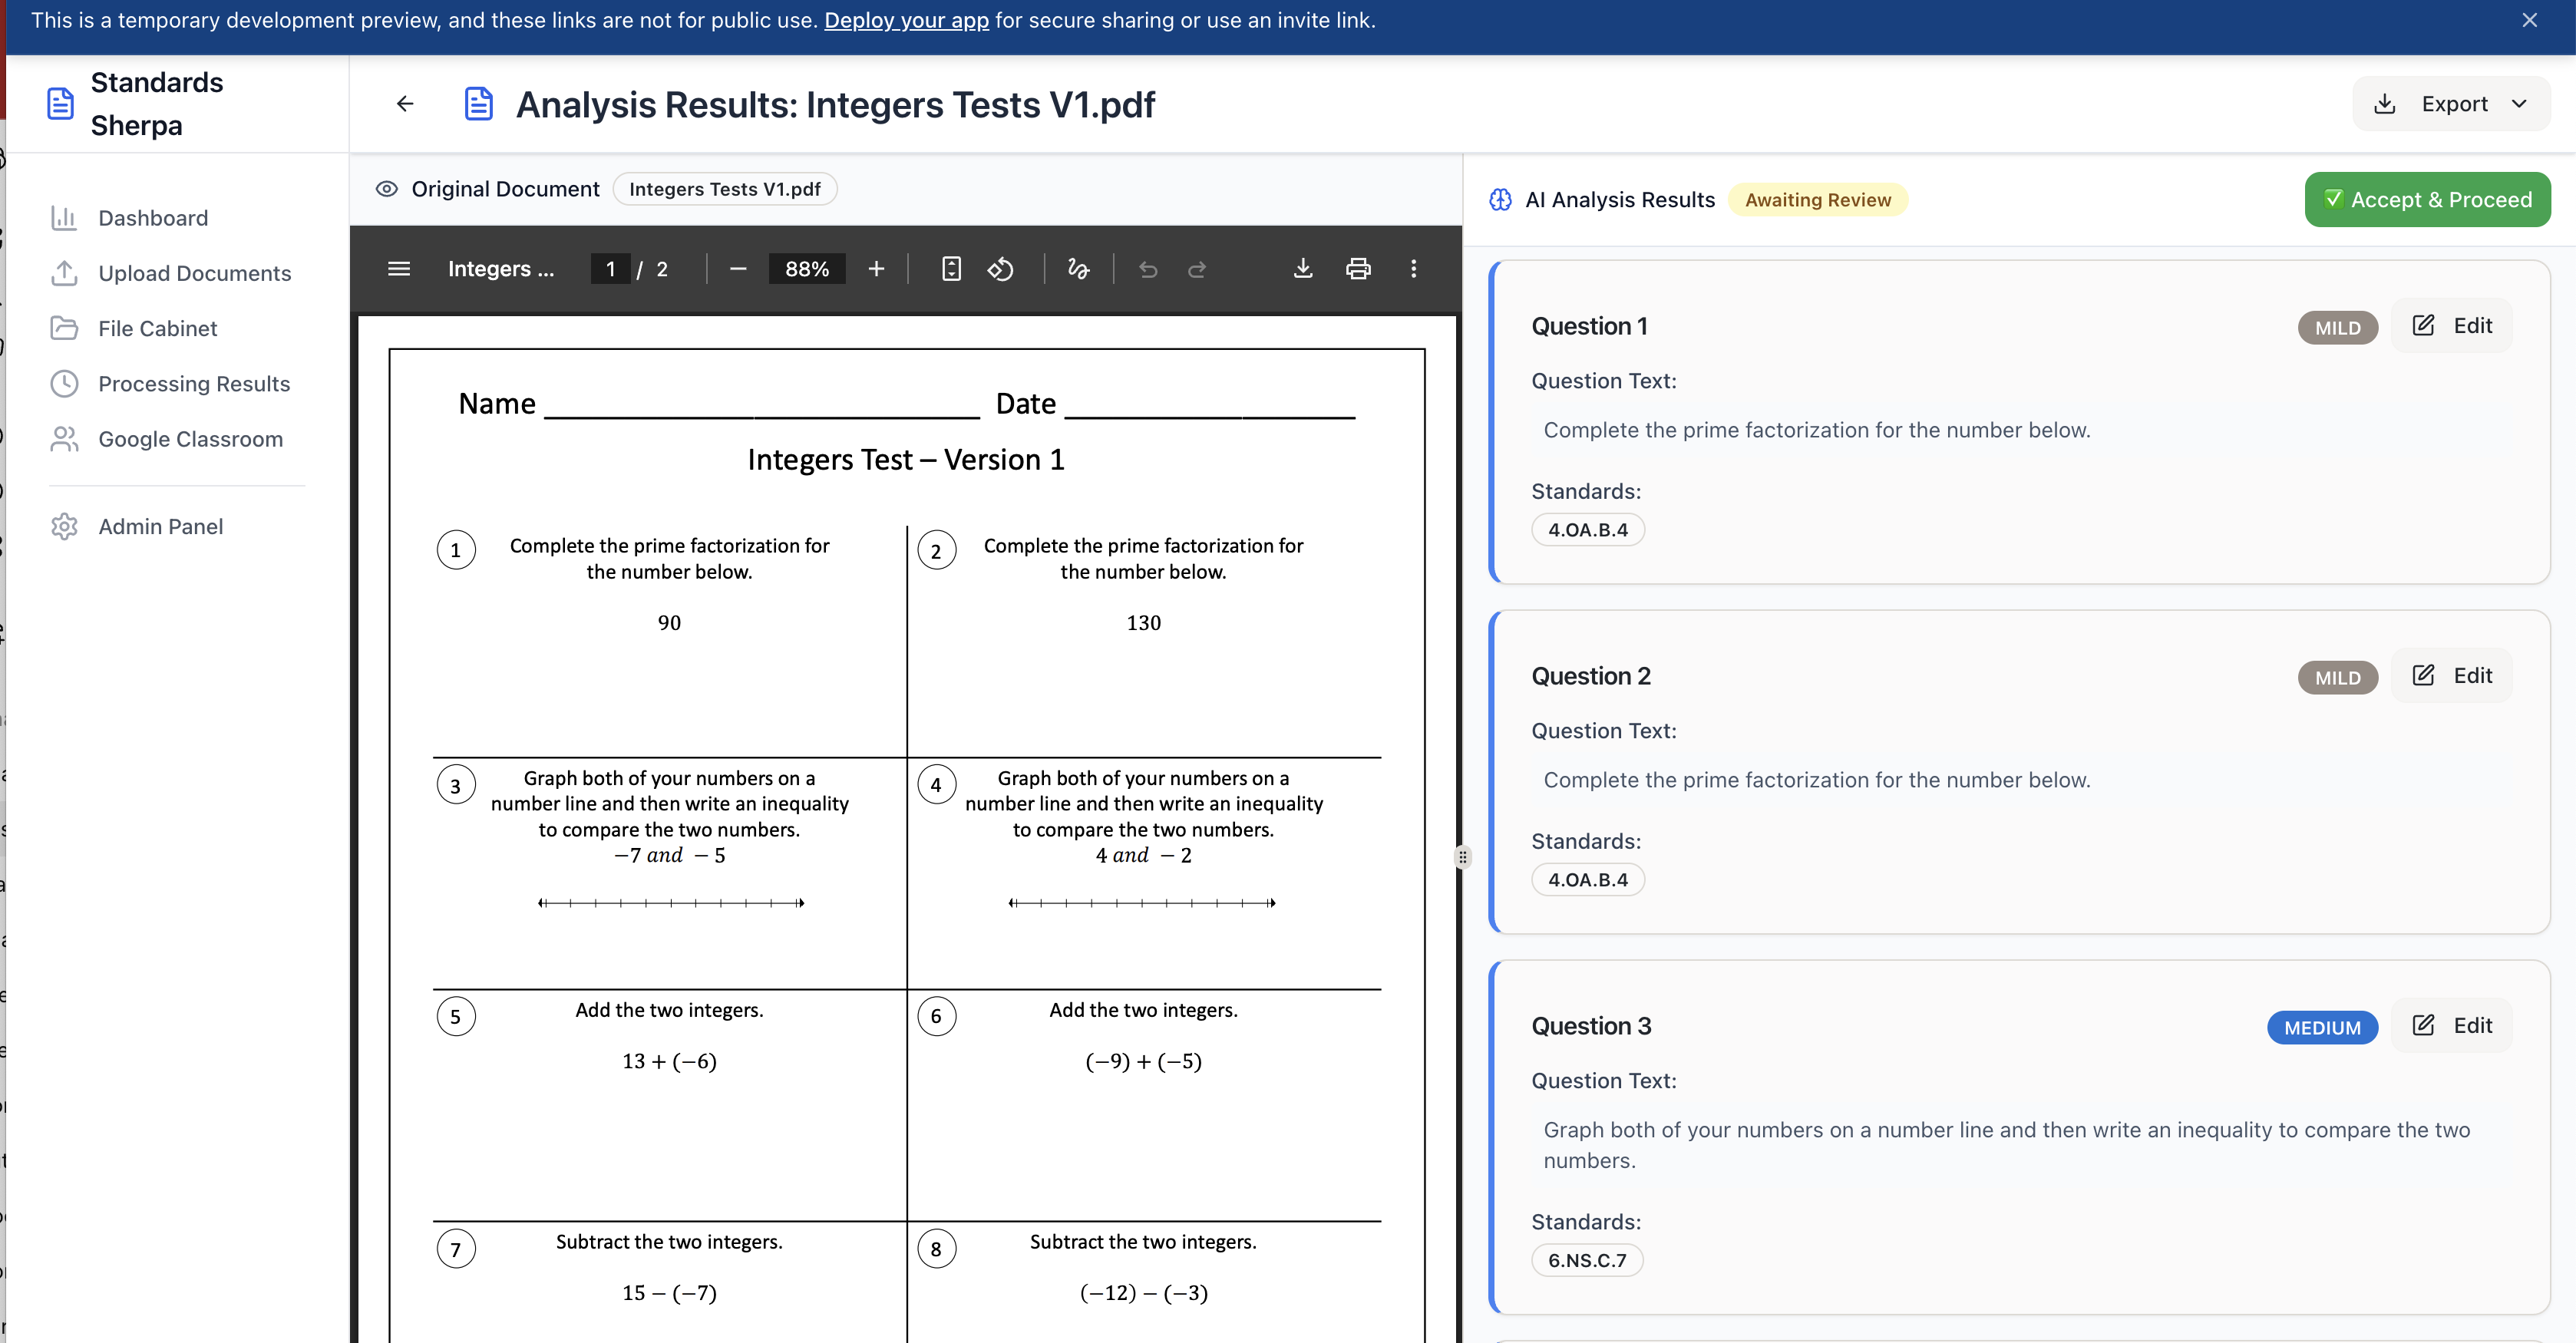 This is a temporary development preview, and these links are not for public use. Deploy your app for secure sharing or use an invite link.
Standards
Sherpa
Dashboard
Upload Documents
File Cabinet
Processing Results
Google Classroom
Admin Panel
Analysis Results: Integers Tests V1.pdf
Export
Original Document Integers Tests V1.pdf
Integers ... 1 / 2 88%
Name Date
Integers Test – Version 1
1 Complete the prime factorization for
the number below.
90
2 Complete the prime factorization for
the number below.
130
3 Graph both of your numbers on a
number line and then write an inequality
to compare the two numbers.
−7 and − 5
4 Graph both of your numbers on a
number line and then write an inequality
to compare the two numbers.
4 and − 2
5 Add the two integers.
13 + (−6)
6 Add the two integers.
(−9) + (−5)
7 Subtract the two integers.
15 − (−7)
8 Subtract the two integers.
(−12) − (−3)
AI Analysis Results Awaiting Review
✅ Accept & Proceed
Question 1 MILD Edit
Question Text:
Complete the prime factorization for the number below.
Standards:
4.OA.B.4
Question 2 MILD Edit
Question Text:
Complete the prime factorization for the number below.
Standards:
4.OA.B.4
Question 3 MEDIUM Edit
Question Text:
Graph both of your numbers on a number line and then write an inequality to compare the two
numbers.
Standards:
6.NS.C.7